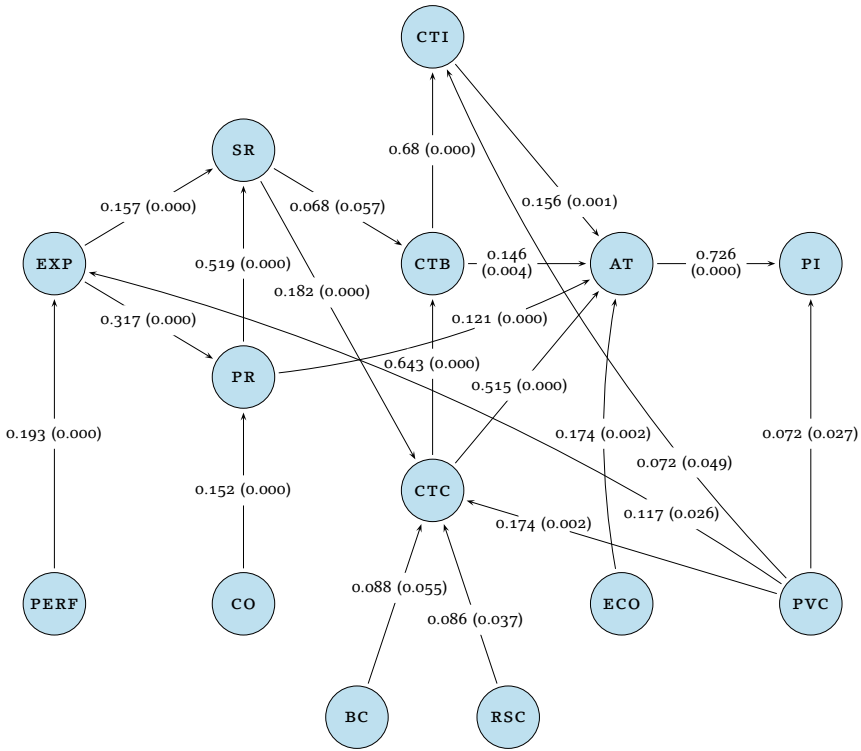 CTI
0.68 (0.000)
SR
0.156 (0.001)
0.157 (0.000)
0.068 (0.057)
EXP
0.519 (0.000)
CTB
0.146
(0.004)
AT
0.726
(0.000)
PI
0.182 (0.000)
0.317 (0.000)
0.121 (0.000)
PR
0.643 (0.000)
0.515 (0.000)
0.193 (0.000)
0.174 (0.002)
0.072 (0.027)
0.072 (0.049)
0.152 (0.000)
CTC
0.117 (0.026)
0.174 (0.002)
0.088 (0.055)
PERF
CO
ECO
PVC
0.086 (0.037)
BC
RSC